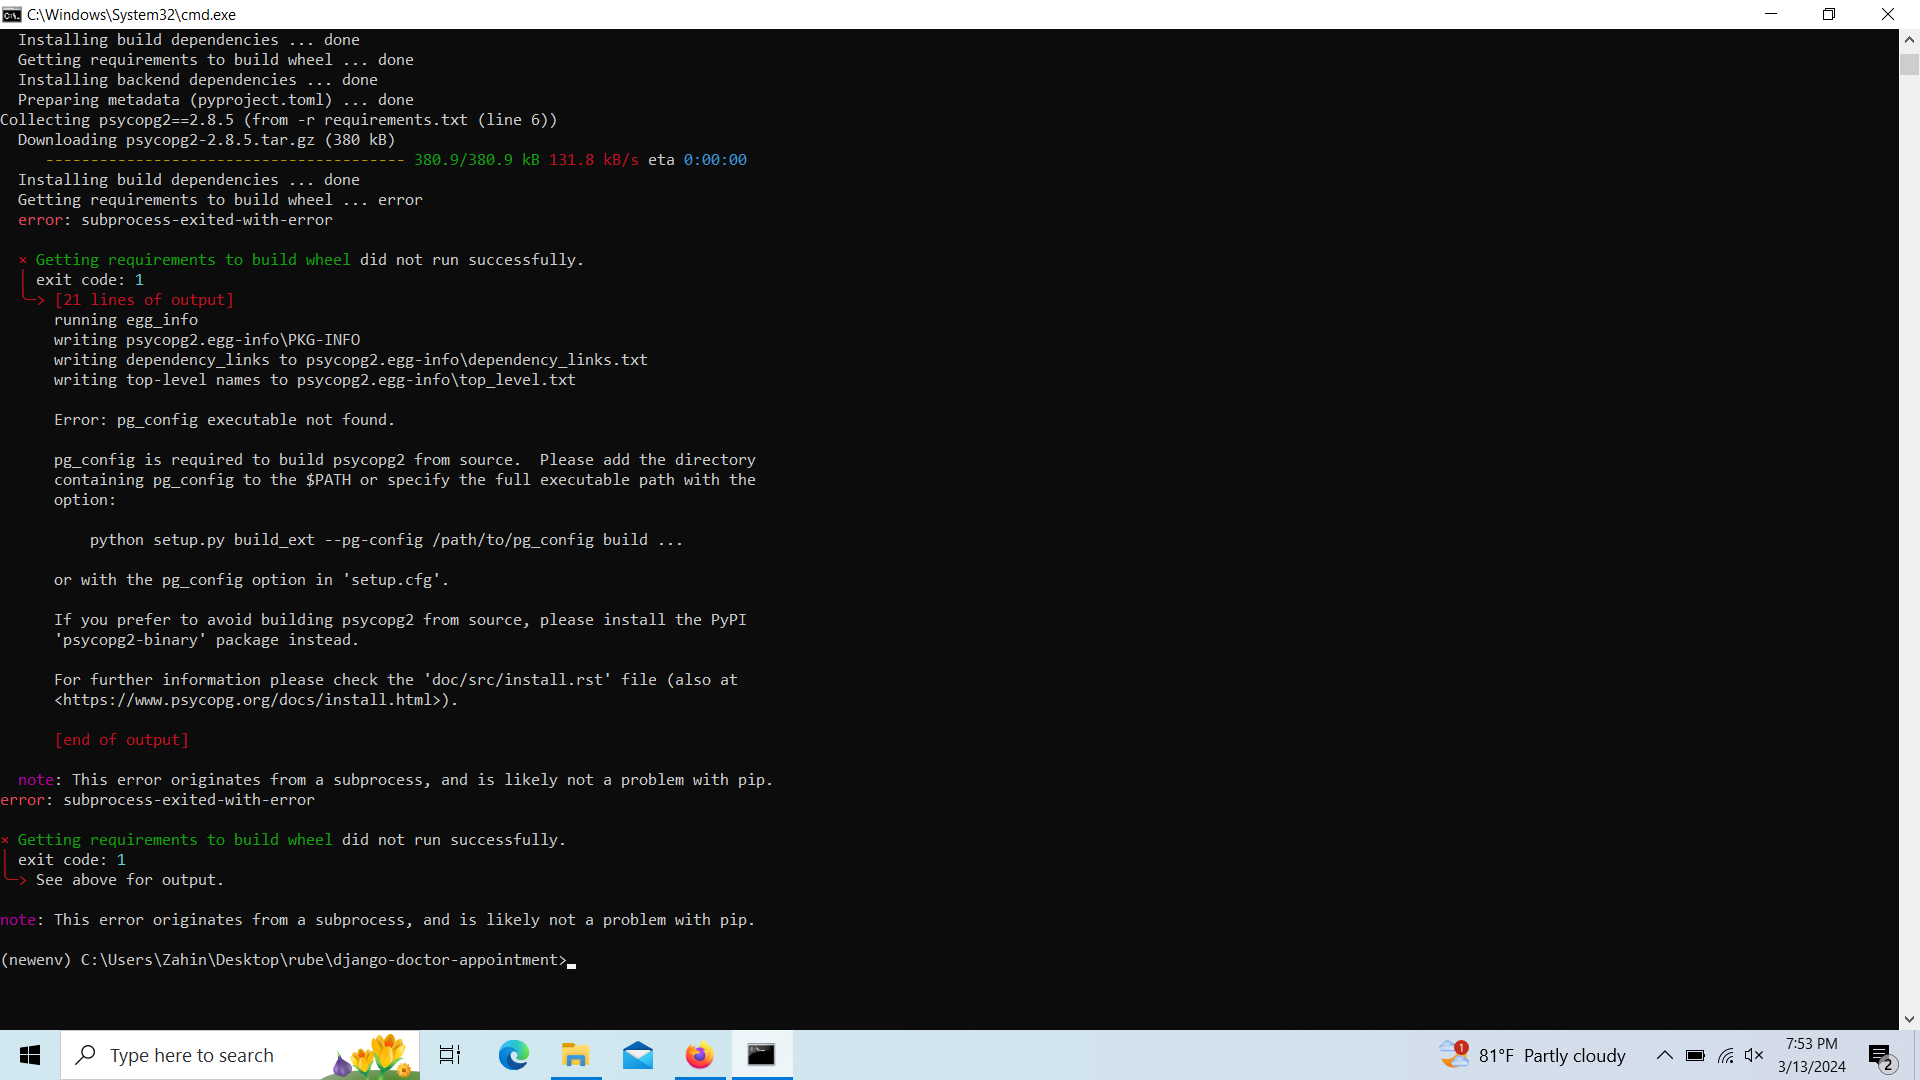 C:\Windows\System32\cmd.exe
Installing build dependencies ... done
Getting requirements to build wheel ... done
Installing backend dependencies ... done
Preparing metadata (pyproject.toml) ... done
Collecting psycopg2==2.8.5 (from -r requirements.txt (line 6))
Downloading psycopg2-2.8.5.tar.gz (380 kB)
---------------------------------------- 380.9/380.9 kB 131.8 kB/s eta 0:00:00
Installing build dependencies ... done
Getting requirements to build wheel ... error
error: subprocess-exited-with-error
× Getting requirements to build wheel did not run successfully.
│ exit code: 1
╰─> [21 lines of output]
running egg_info
writing psycopg2.egg-info\PKG-INFO
writing dependency_links to psycopg2.egg-info\dependency_links.txt
writing top-level names to psycopg2.egg-info\top_level.txt
Error: pg_config executable not found.
pg_config is required to build psycopg2 from source.  Please add the directory
containing pg_config to the $PATH or specify the full executable path with the
option:
python setup.py build_ext --pg-config /path/to/pg_config build ...
or with the pg_config option in 'setup.cfg'.
If you prefer to avoid building psycopg2 from source, please install the PyPI
'psycopg2-binary' package instead.
For further information please check the 'doc/src/install.rst' file (also at
<https://www.psycopg.org/docs/install.html>).
[end of output]
note: This error originates from a subprocess, and is likely not a problem with pip.
error: subprocess-exited-with-error
× Getting requirements to build wheel did not run successfully.
│ exit code: 1
╰─> See above for output.
note: This error originates from a subprocess, and is likely not a problem with pip.
(newenv) C:\Users\Zahin\Desktop\rube\django-doctor-appointment>
Type here to search
1
81°F Partly cloudy
7:53 PM
3/13/2024
2